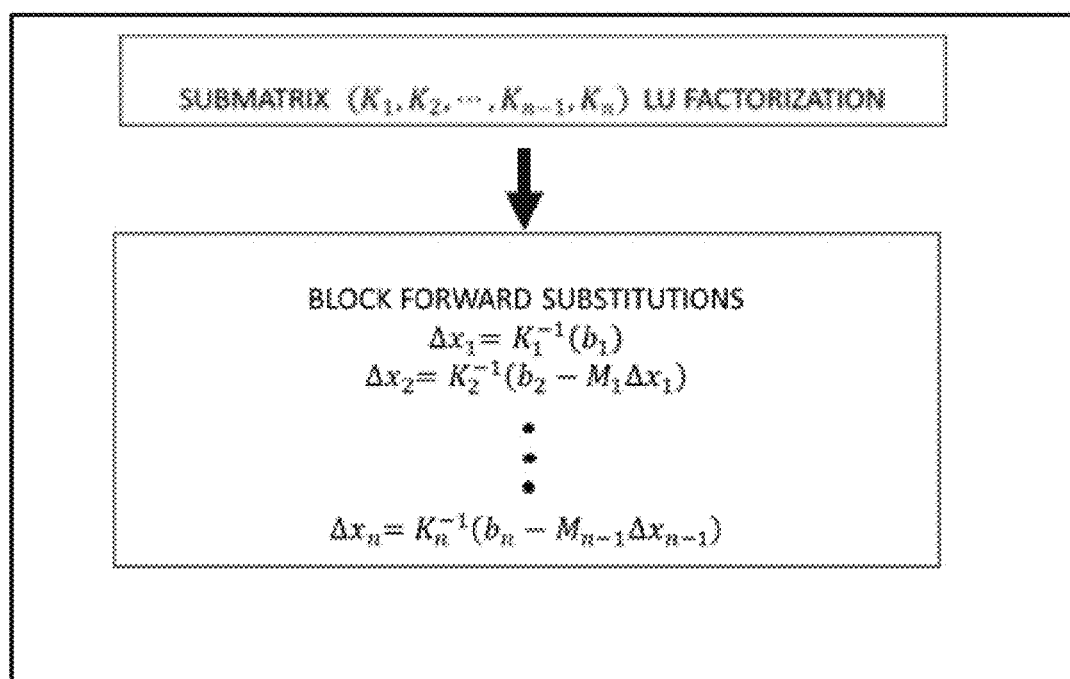 SUBMATRIX (K₁, K₂, ⋯, Kₙ₋₁, Kₙ) LU FACTORIZATION
BLOCK FORWARD SUBSTITUTIONS
Δx₁= K₁⁻¹(b₁)
Δx₂= K₂⁻¹(b₂ − M₁Δx₁)
Δxₙ= Kₙ⁻¹(bₙ − Mₙ₋₁Δxₙ₋₁)